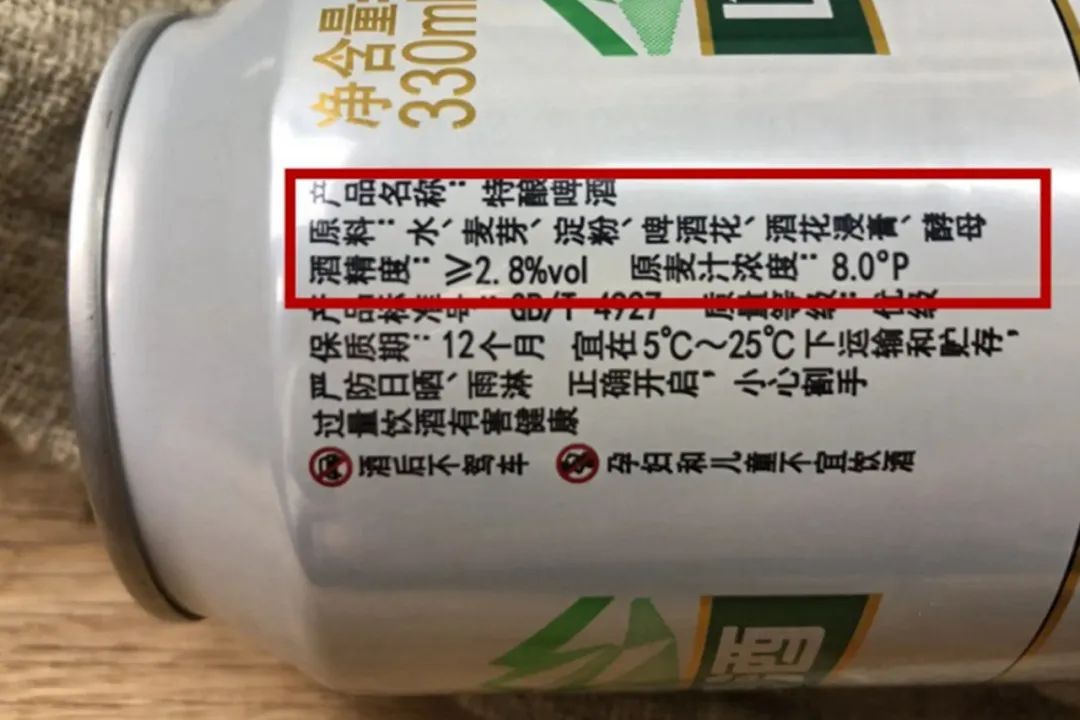 净含量
330ml
产品名称：特酿啤酒
原料：水、麦芽、淀粉、啤酒花、酒花浸膏、酵母
酒精度：≥2.8%vol 原麦汁浓度：8.0°P
产品标准号：GB/T 4927 质量等级：优级
保质期：12个月 宜在5℃～25℃下运输和贮存，
严防日晒、雨淋 正确开启，小心割手
过量饮酒有害健康
酒后不驾车 孕妇和儿童不宜饮酒
酒